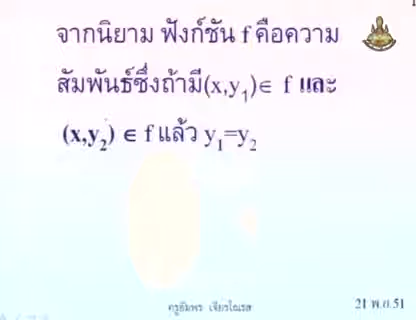 จากนิยาม ฟังก์ชัน f คือความ
สัมพันธ์ซึ่งถ้ามี(x,y₁)∈ f และ
(x,y₂) ∈ f แล้ว y₁=y₂
21 พ.ย.51